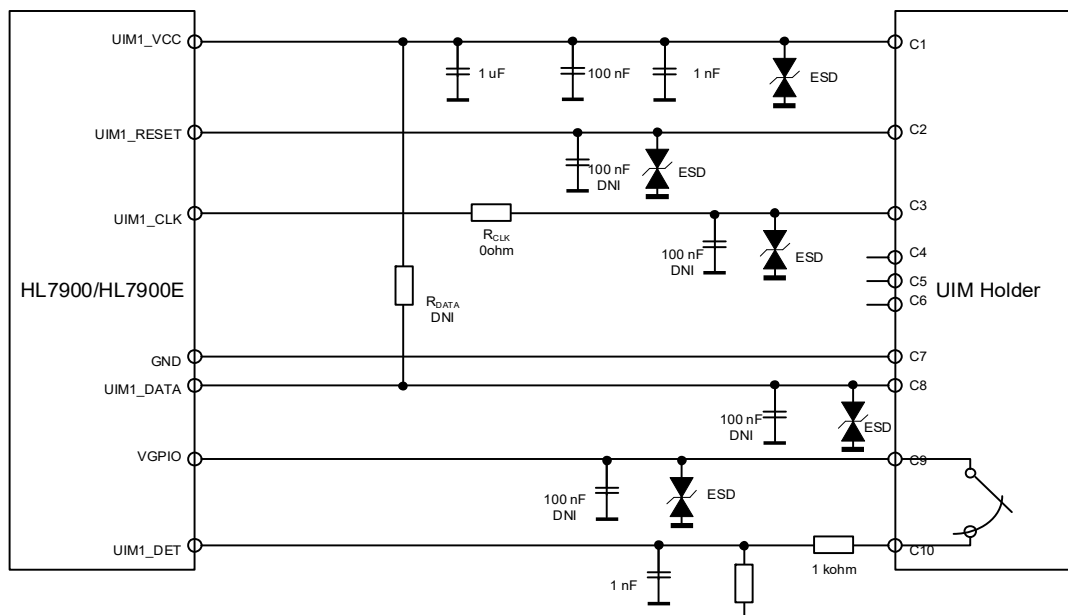 UIM1_VCC
C1
1 uF
100 nF
1 nF
ESD
UIM1_RESET
C2
100 nF
DNI
ESD
UIM1_CLK
C3
RCLK
0ohm
100 nF
DNI
ESD
C4
C5
C6
HL7900/HL7900E
UIM Holder
RDATA
DNI
GND
C7
UIM1_DATA
C8
100 nF
DNI
ESD
VGPIO
C9
100 nF
DNI
ESD
UIM1_DET
C10
1 nF
1 kohm